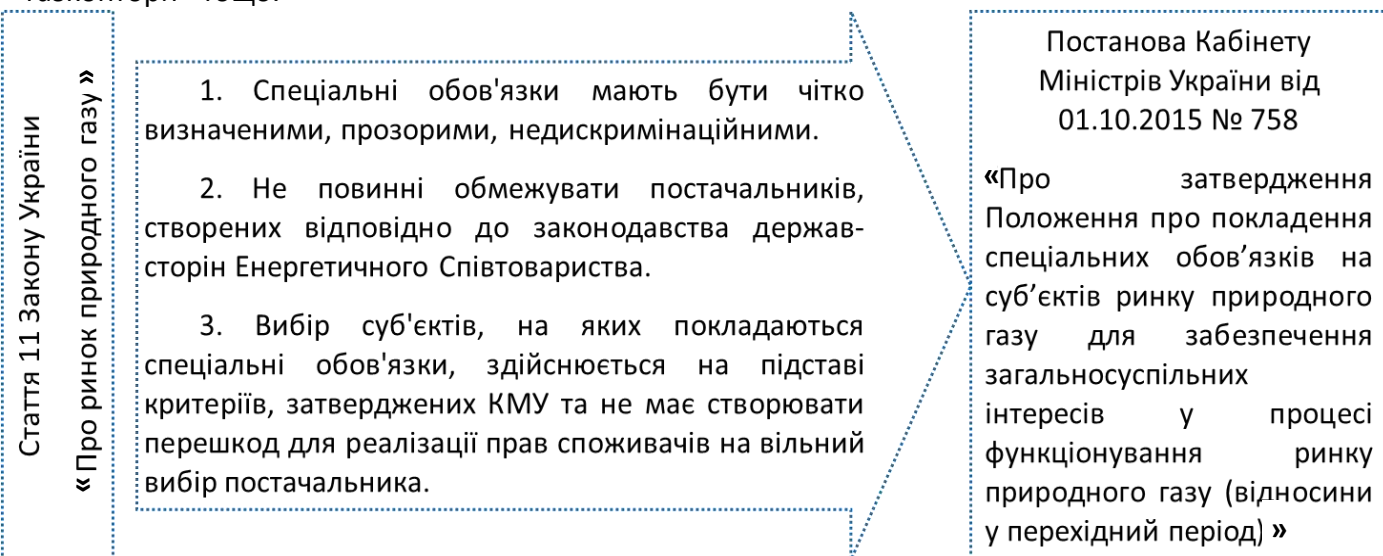 Стаття 11 Закону України
«Про ринок природного газу»
1. Спеціальні обов'язки мають бути чітко
визначеними, прозорими, недискримінаційними.
2. Не повинні обмежувати постачальників,
створених відповідно до законодавства держав-
сторін Енергетичного Співтовариства.
3. Вибір суб'єктів, на яких покладаються
спеціальні обов'язки, здійснюється на підставі
критеріїв, затверджених КМУ та не має створювати
перешкод для реалізації прав споживачів на вільний
вибір постачальника.
Постанова Кабінету
Міністрів України від
01.10.2015 № 758
«Про затвердження
Положення про покладення
спеціальних обов’язків на
суб’єктів ринку природного
газу для забезпечення
загальносуспільних
інтересів у процесі
функціонування ринку
природного газу (відносини
у перехідний період) »